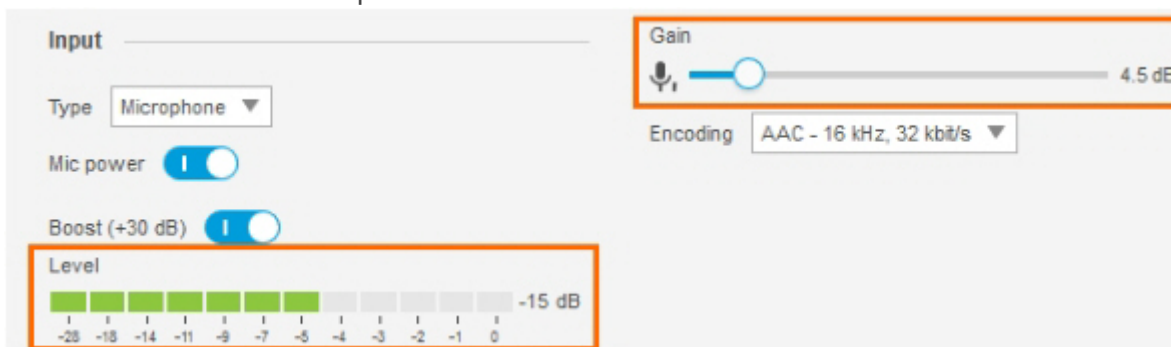 Input
Type Microphone
Mic power
Boost (+30 dB)
Level
-15 dB
-28 -18 -14 -11 -9 -7 -5 -4 -3 -2 -1 0
Gain
4.5 dB
Encoding AAC - 16 kHz, 32 kbit/s